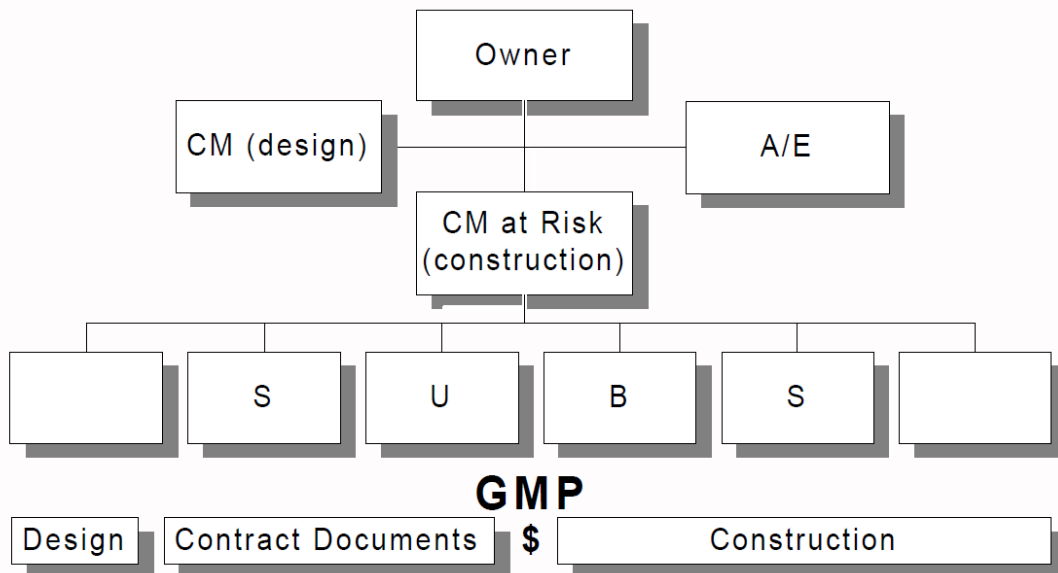 Owner
CM (design)
A/E
CM at Risk
(construction)
S U B S
GMP
Design Contract Documents $ Construction